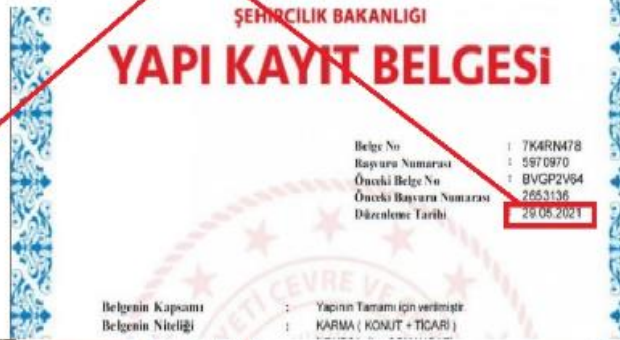 ŞEHİRCİLİK BAKANLIĞI
YAPI KAYIT BELGESİ
Belge No : 7K4RN478
Başvuru Numarası : 5970970
Önceki Belge No : BVGP2V64
Önceki Başvuru Numarası 2653136
Düzenleme Tarihi 29.05.2021
ÇEVRE VE
Belgenin Kapsamı : Yapının Tamamı için verilmiştir.
Belgenin Niteliği : KARMA ( KONUT + TİCARİ )